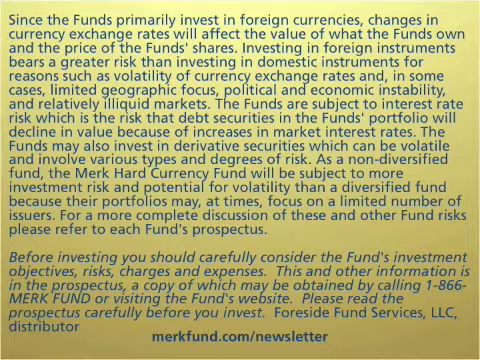 Since the Funds primarily invest in foreign currencies, changes in
currency exchange rates will affect the value of what the Funds own
and the price of the Funds' shares. Investing in foreign instruments
bears a greater risk than investing in domestic instruments for
reasons such as volatility of currency exchange rates and, in some
cases, limited geographic focus, political and economic instability,
and relatively illiquid markets. The Funds are subject to interest rate
risk which is the risk that debt securities in the Funds' portfolio will
decline in value because of increases in market interest rates. The
Funds may also invest in derivative securities which can be volatile
and involve various types and degrees of risk. As a non-diversified
fund, the Merk Hard Currency Fund will be subject to more
investment risk and potential for volatility than a diversified fund
because their portfolios may, at times, focus on a limited number of
issuers. For a more complete discussion of these and other Fund risks
please refer to each Fund's prospectus.
Before investing you should carefully consider the Fund's investment
objectives, risks, charges and expenses. This and other information is
in the prospectus, a copy of which may be obtained by calling 1-866-
MERK FUND or visiting the Fund's website. Please read the
prospectus carefully before you invest. Foreside Fund Services, LLC,
distributor
merkfund.com/newsletter